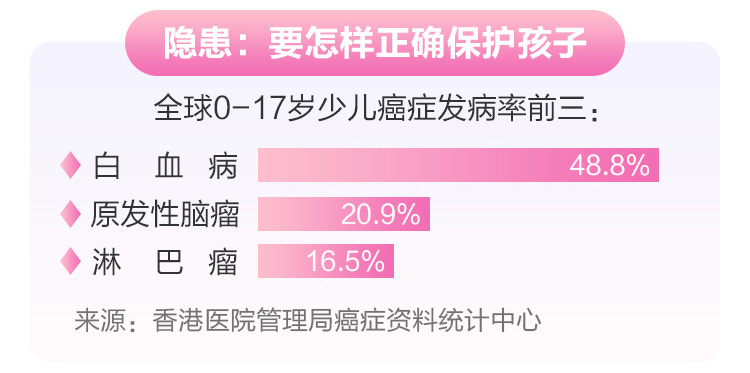 隐患：要怎样正确保护孩子
全球0-17岁少儿癌症发病率前三：
白血病 48.8%
原发性脑瘤 20.9%
淋巴瘤 16.5%
来源：香港医院管理局癌症资料统计中心